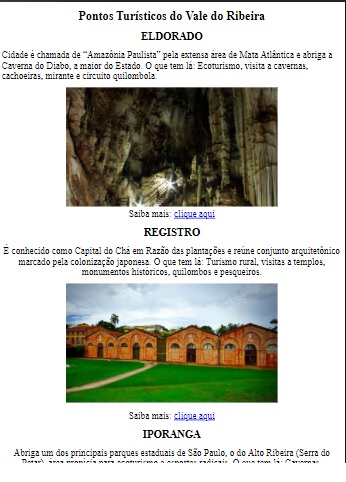 Pontos Turísticos do Vale do Ribeira
ELDORADO
Cidade é chamada de “Amazônia Paulista” pela extensa área de Mata Atlântica e abriga a
Caverna do Diabo, a maior do Estado. O que tem lá: Ecoturismo, visita a cavernas,
cachoeiras, mirante e circuito quilombola.
Saiba mais: clique aqui
REGISTRO
É conhecido como Capital do Chá em Razão das plantações e reúne conjunto arquitetônico
marcado pela colonização japonesa. O que tem lá: Turismo rural, visitas a templos,
monumentos históricos, quilombos e pesqueiros.
Saiba mais: clique aqui
IPORANGA
Abriga um dos principais parques estaduais de São Paulo, o do Alto Ribeira (Serra do
Petar), área propícia para ecoturismo e esportes radicais. O que tem lá: Cavernas,